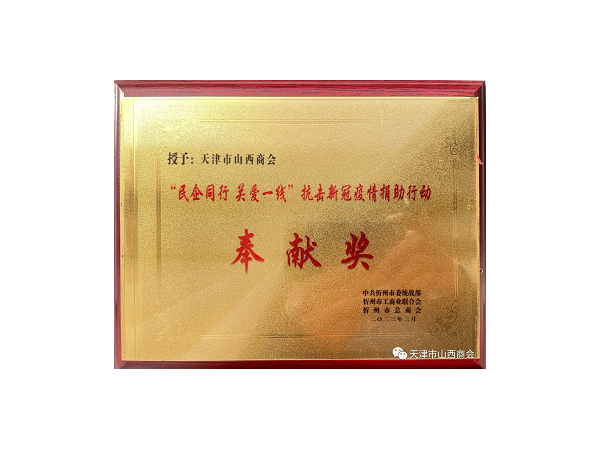 授予：天津市山西商会
“民企同行 关爱一线”抗击新冠疫情捐助行动
奉献奖
中共忻州市委统战部
忻州市工商业联合会
忻州市总商会
二〇二三年三月
天津市山西商会